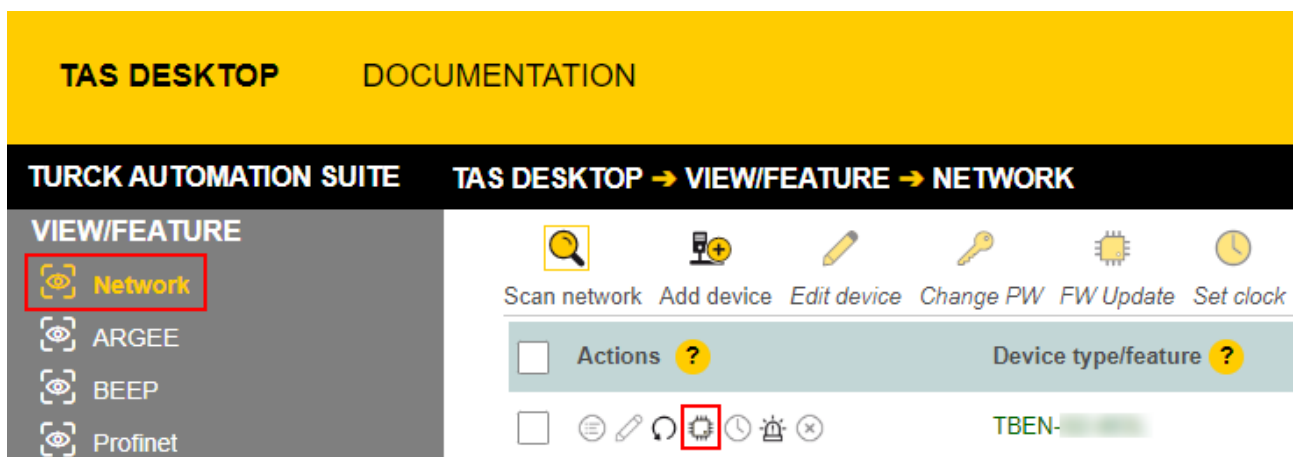 TAS DESKTOP DOCUMENTATION
TURCK AUTOMATION SUITE TAS DESKTOP ➔ VIEW/FEATURE ➔ NETWORK
VIEW/FEATURE
Network
ARGEE
BEEP
Profinet
Scan network Add device Edit device Change PW FW Update Set clock
Actions ? Device type/feature ?
TBEN-